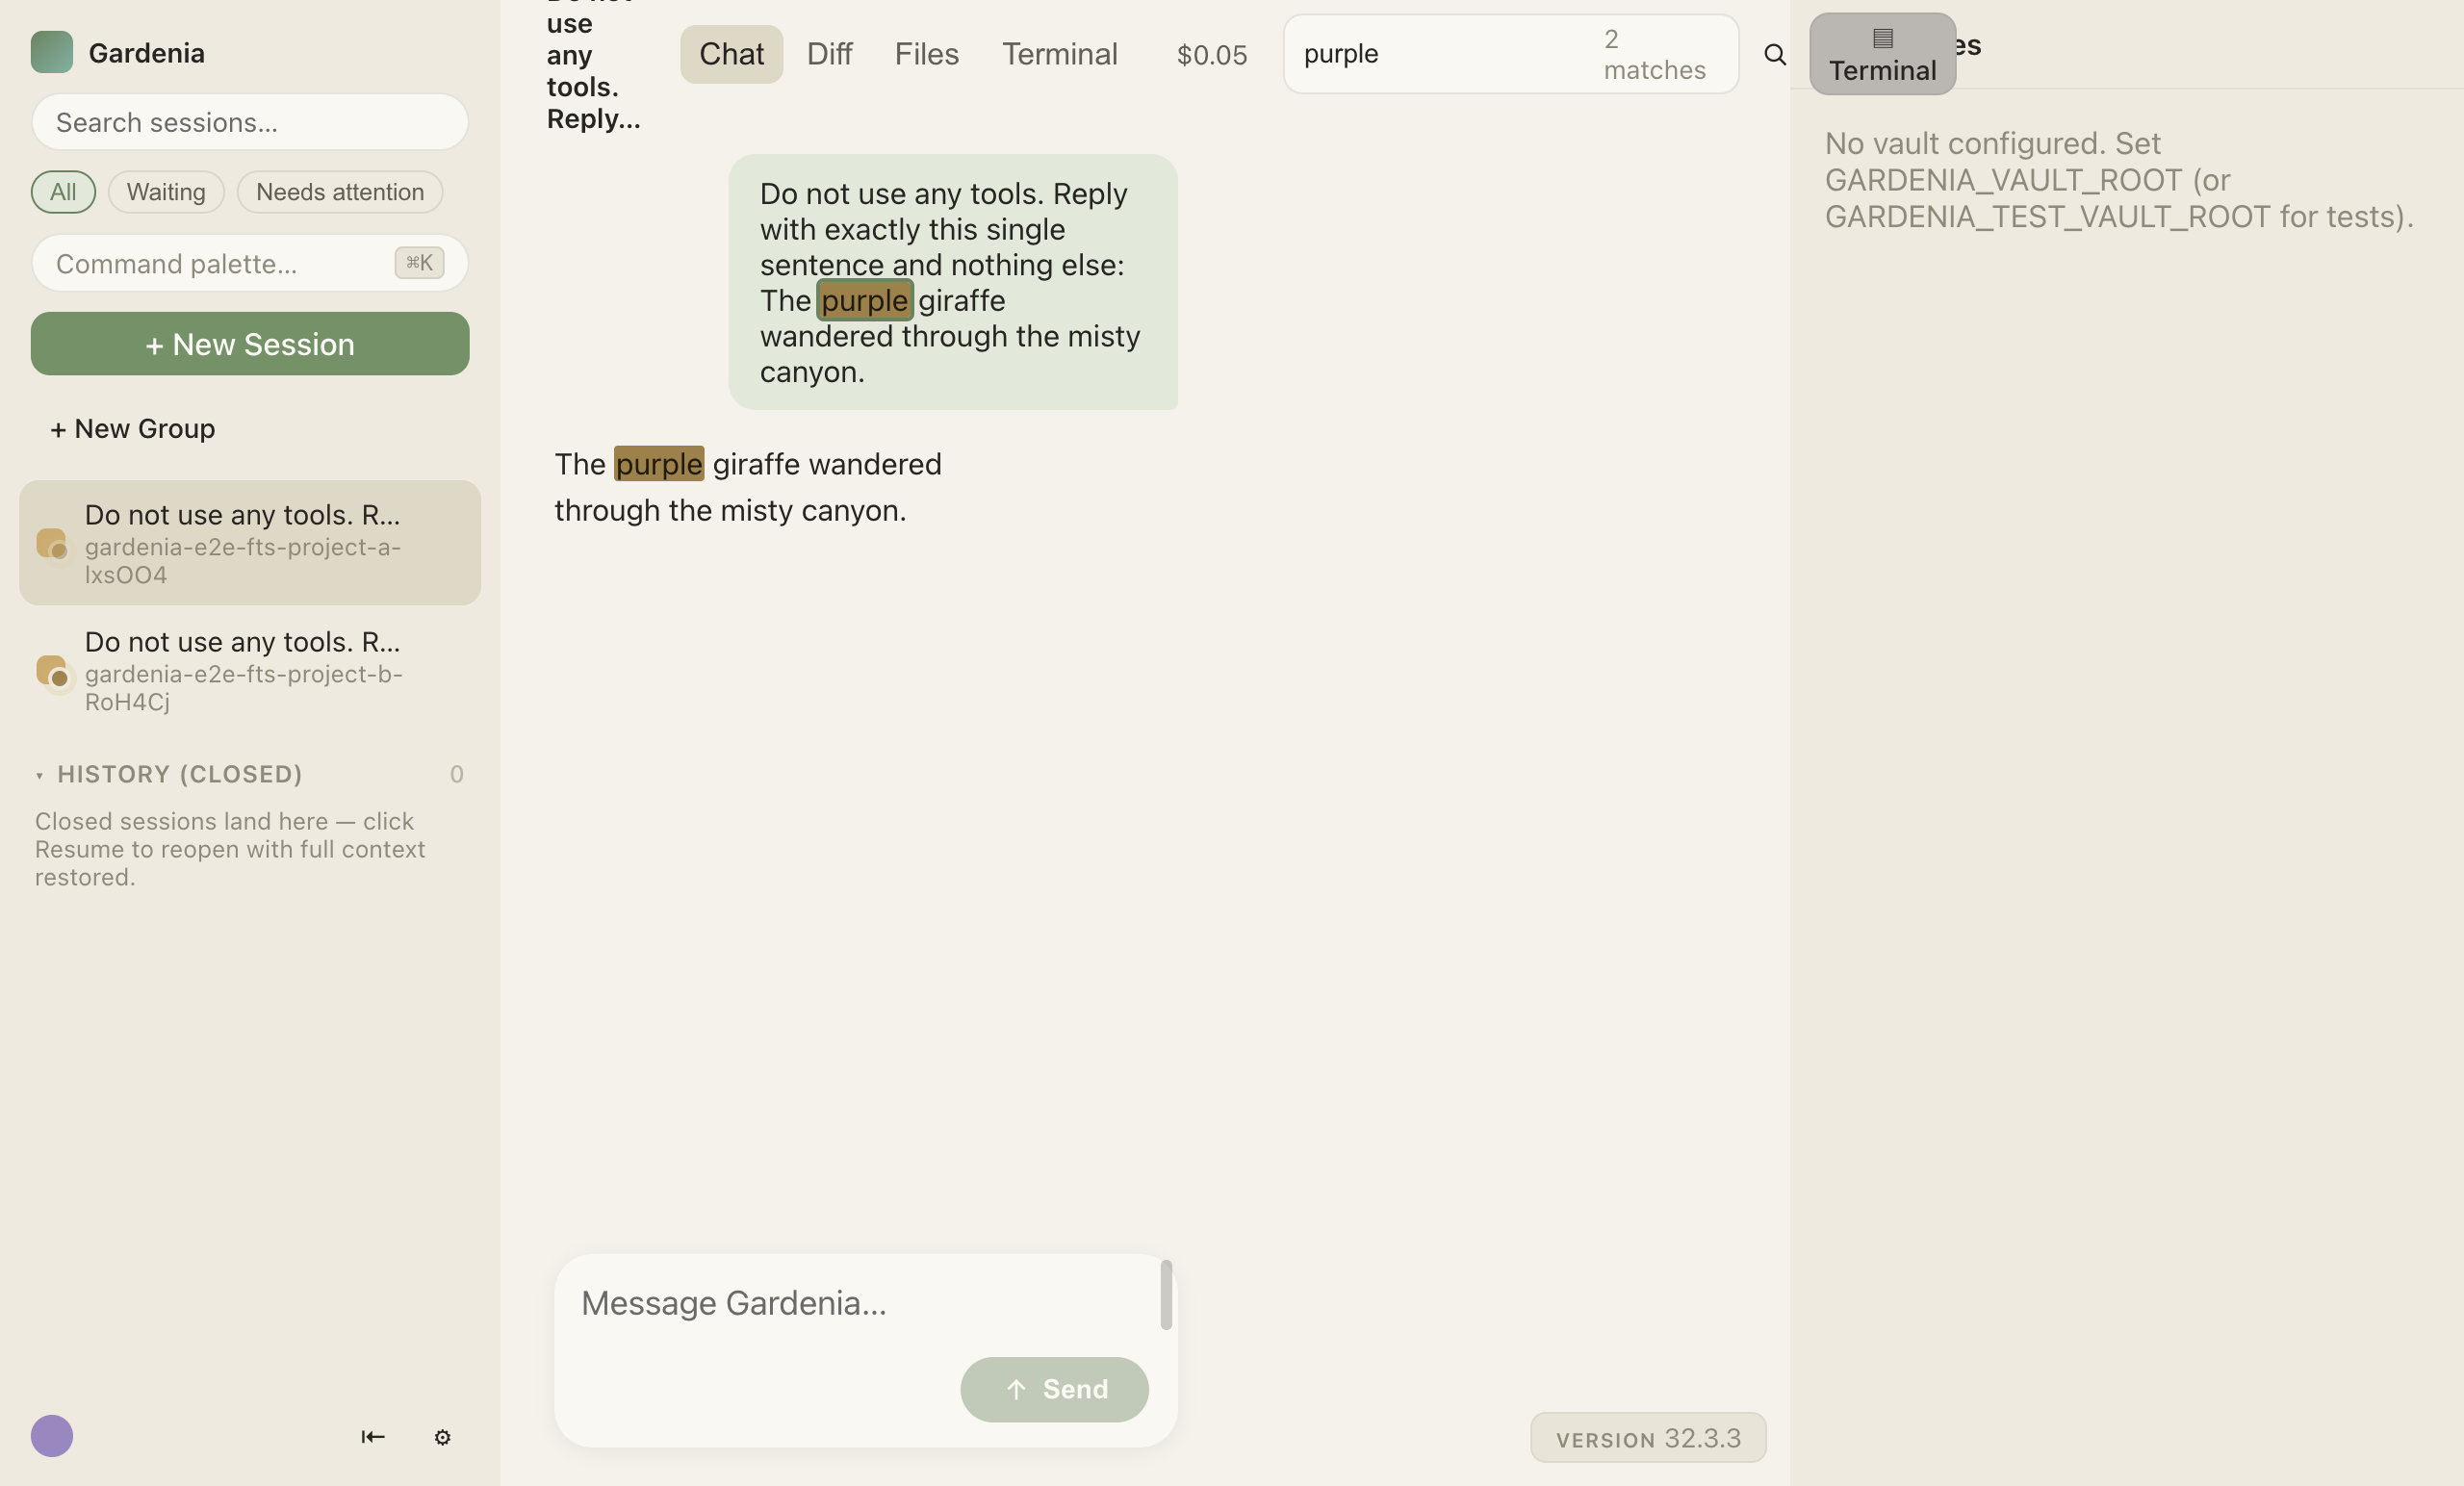 Gardenia
Search sessions...
All
Waiting
Needs attention
Command palette...
⌘K
+ New Session
+ New Group
Do not use any tools. R...
gardenia-e2e-fts-project-a-
Do not use any tools. R...
gardenia-e2e-fts-project-b-
RoH4Cj
HISTORY (CLOSED)
0
Closed sessions land here — click
Resume to reopen with full context
restored.
use
any
tools.
Reply...
Chat
Diff
Files
Terminal
$0.05
purple
2
matches
Do not use any tools. Reply
with exactly this single
sentence and nothing else:
The purple giraffe
wandered through the misty
canyon.
The purple giraffe wandered
through the misty canyon.
Message Gardenia...
↑ Send
VERSION 32.3.3
Terminal
No vault configured. Set
GARDENIA_VAULT_ROOT (or
GARDENIA_TEST_VAULT_ROOT for tests).